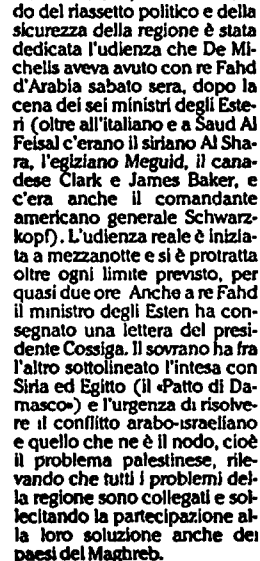 do del riassetto politico e della
sicurezza della regione è stata
dedicata l'udienza che De Mi-
chelis aveva avuto con re Fahd
d'Arabia sabato sera, dopo la
cena dei sei ministri degli Este-
ri (oltre all'italiano e a Saud Al
Feisal c'erano il siriano Al Sha-
ra, l'egiziano Meguid, il cana-
dese Clark e James Baker, e
c'era anche il comandante
americano generale Schwarz-
kopf). L'udienza reale è inizia-
ta a mezzanotte e si è protratta
oltre ogni limite previsto, per
quasi due ore Anche a re Fahd
il ministro degli Esteri ha con-
segnato una lettera del presi-
dente Cossiga. Il sovrano ha fra
l'altro sottolineato l'intesa con
Siria ed Egitto (il «Patto di Da-
masco») e l'urgenza di risolve-
re il conflitto arabo-israeliano
e quello che ne è il nodo, cioè
il problema palestinese, rile-
vando che tutti i problemi del-
la regione sono collegati e sol-
lecitando la partecipazione al-
la loro soluzione anche dei
paesi del Maghreb.